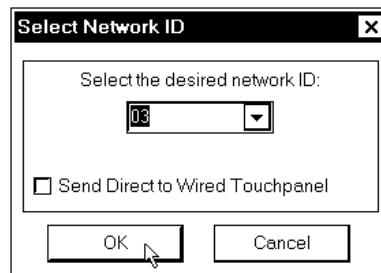 Select Network ID
Select the desired network ID:
03
Send Direct to Wired Touchpanel
OK Cancel